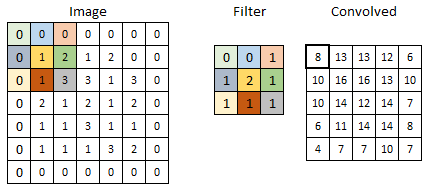 Image Filter Convolved
0 0 0 0 0 0 0
0 1 2 1 2 0 0
0 1 3 3 1 3 0
0 2 1 2 1 2 0
0 1 1 3 1 1 0
0 1 1 1 3 2 0
0 0 0 0 0 0 0
0 0 1
1 2 1
1 1 1
8 13 13 12 6
10 16 16 13 10
10 14 12 14 7
6 11 14 14 8
4 7 7 10 7